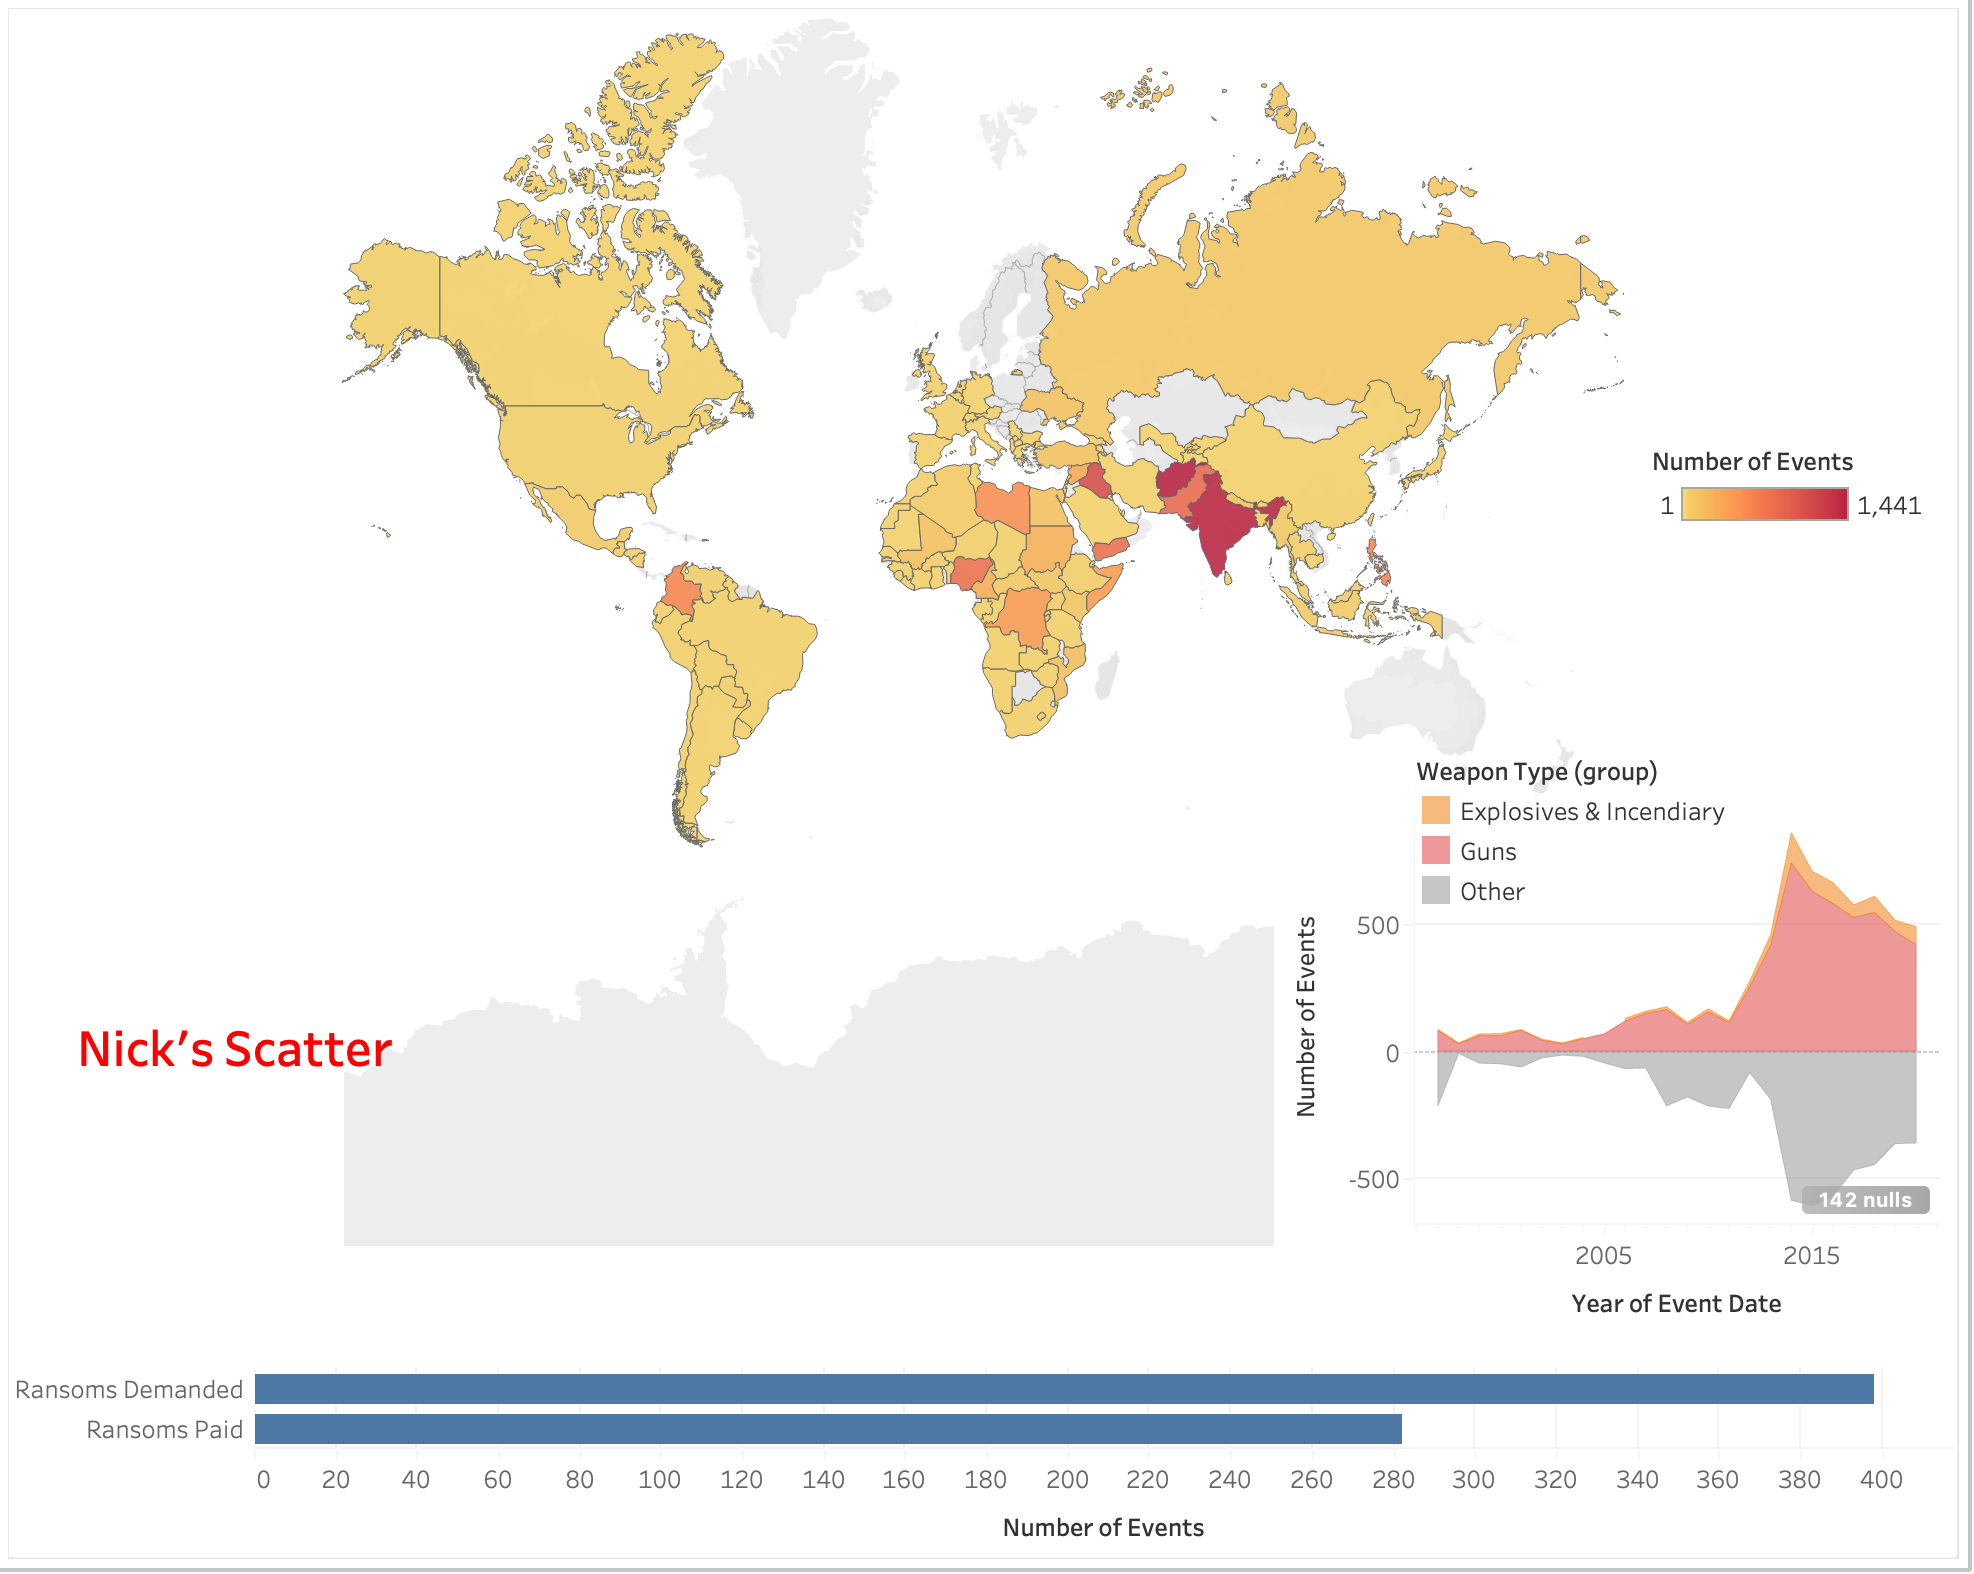 Number of Events
1 1,441
Weapon Type (group)
Explosives & Incendiary
Guns
Other
Number of Events
500
0
-500
142 nulls
2005 2015
Year of Event Date
Nick's Scatter
Ransoms Demanded
Ransoms Paid
0 20 40 60 80 100 120 140 160 180 200 220 240 260 280 300 320 340 360 380 400
Number of Events